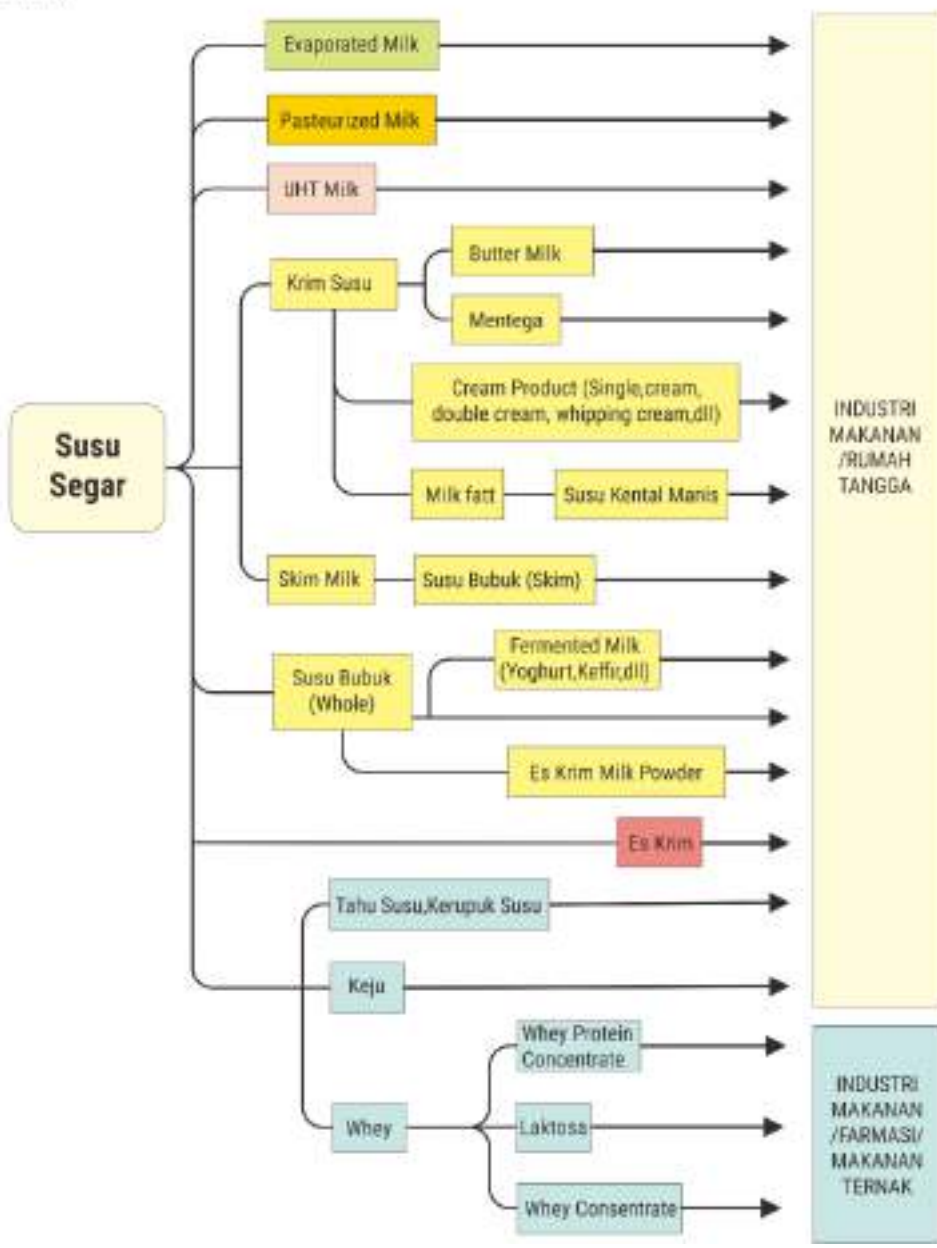 Evaporated Milk
Pasteurized Milk
UHT Milk
Butter Milk
Krim Susu
Mentega
Cream Product (Single,cream,
double cream, whipping cream,dll)
Susu
Segar
Milk fatt
Susu Kental Manis
Skim Milk
Susu Bubuk (Skim)
Fermented Milk
(Yoghurt,Keffir,dll)
Susu Bubuk
(Whole)
Es Krim Milk Powder
Es Krim
Tahu Susu,Kerupuk Susu
Keju
Whey Protein
Concentrate
Whey
Laktosa
Whey Consentrate
INDUSTRI
MAKANAN
/RUMAH
TANGGA
INDUSTRI
MAKANAN
/FARMASI/
MAKANAN
TERNAK